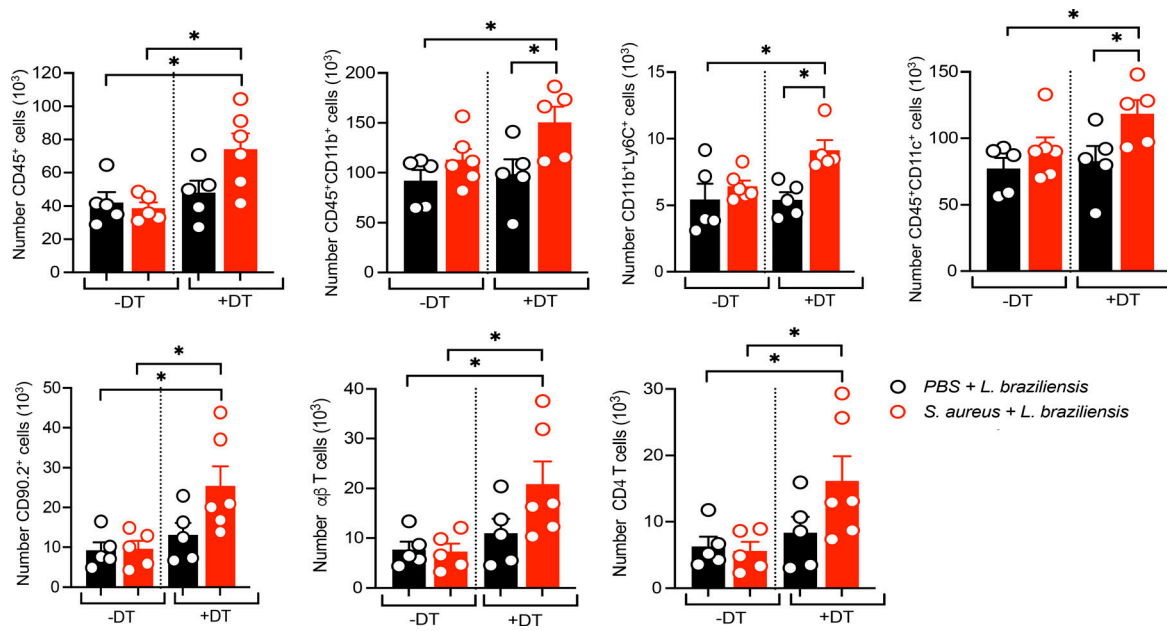 Number CD45⁺ cells (10³)
120
100
80
60
40
20
0
*
*
-DT
+DT
Number CD45⁺CD11b⁺ cells (10³)
200
150
100
50
0
*
*
-DT
+DT
Number CD11b⁺Ly6C⁺ cells (10³)
15
10
5
0
*
*
-DT
+DT
Number CD45⁺CD11c⁺ cells (10³)
150
100
50
0
*
*
-DT
+DT
Number CD90.2⁺ cells (10³)
50
40
30
20
10
0
*
*
-DT
+DT
Number αβ T cells (10³)
40
30
20
10
0
*
*
-DT
+DT
Number CD4 T cells (10³)
30
20
10
0
*
*
-DT
+DT
PBS + L. braziliensis
S. aureus + L. braziliensis